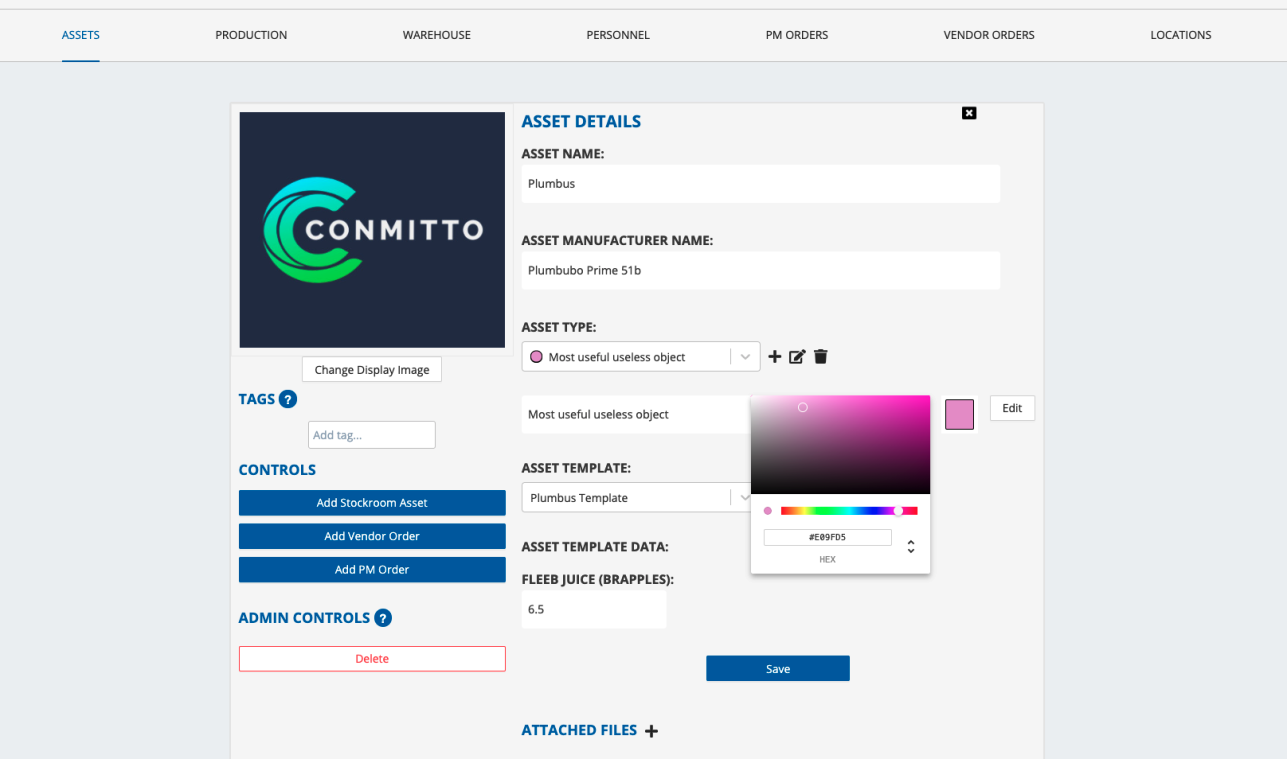 ASSETS
PRODUCTION
WAREHOUSE
PERSONNEL
PM ORDERS
VENDOR ORDERS
LOCATIONS
CONMITTO
Change Display Image
TAGS ?
Add tag...
CONTROLS
Add Stockroom Asset
Add Vendor Order
Add PM Order
ADMIN CONTROLS ?
Delete
ASSET DETAILS
ASSET NAME:
Plumbus
ASSET MANUFACTURER NAME:
Plumbubo Prime 51b
ASSET TYPE:
Most useful useless object
Most useful useless object
Edit
#E09FD5
HEX
ASSET TEMPLATE:
Plumbus Template
ASSET TEMPLATE DATA:
FLEEB JUICE (BRAPPLES):
6.5
Save
ATTACHED FILES